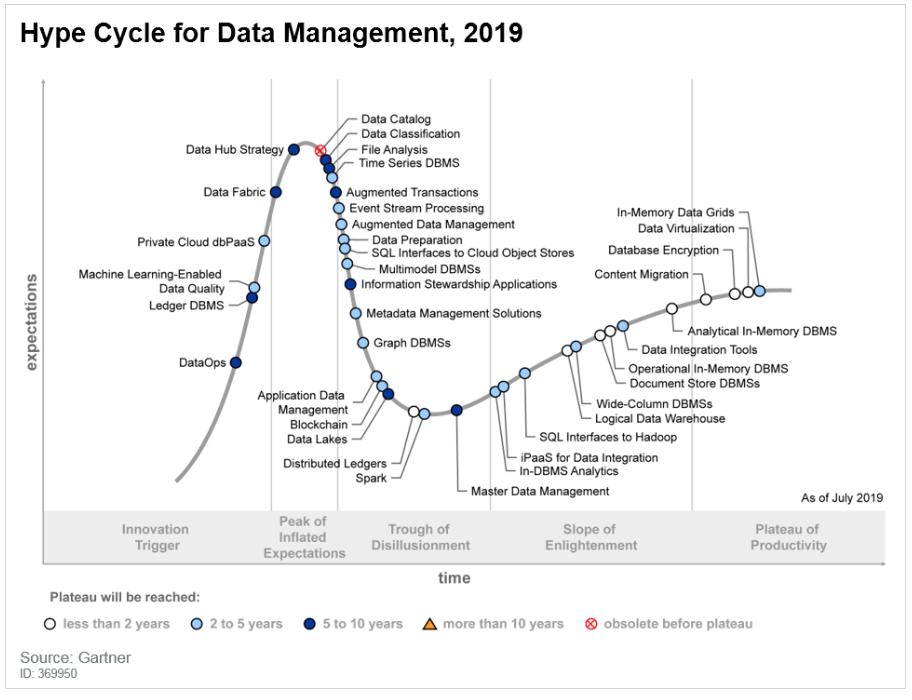 Hype Cycle for Data Management, 2019
expectations
Data Hub Strategy
Data Fabric
Private Cloud dbPaaS
Machine Learning-Enabled
Data Quality
Ledger DBMS
DataOps
Data Catalog
Data Classification
File Analysis
Time Series DBMS
Augmented Transactions
Event Stream Processing
Augmented Data Management
Data Preparation
SQL Interfaces to Cloud Object Stores
Multimodel DBMSs
Information Stewardship Applications
Metadata Management Solutions
Graph DBMSs
Application Data
Management
Blockchain
Data Lakes
Distributed Ledgers
Spark
Master Data Management
In-DBMS Analytics
iPaaS for Data Integration
SQL Interfaces to Hadoop
Logical Data Warehouse
Wide-Column DBMSs
Document Store DBMSs
Operational In-Memory DBMS
Data Integration Tools
Analytical In-Memory DBMS
Content Migration
Database Encryption
Data Virtualization
In-Memory Data Grids
As of July 2019
Innovation
Trigger
Peak of
Inflated
Expectations
Trough of
Disillusionment
Slope of
Enlightenment
Plateau of
Productivity
time
Plateau will be reached:
less than 2 years
2 to 5 years
5 to 10 years
more than 10 years
obsolete before plateau
Source: Gartner
ID: 369950